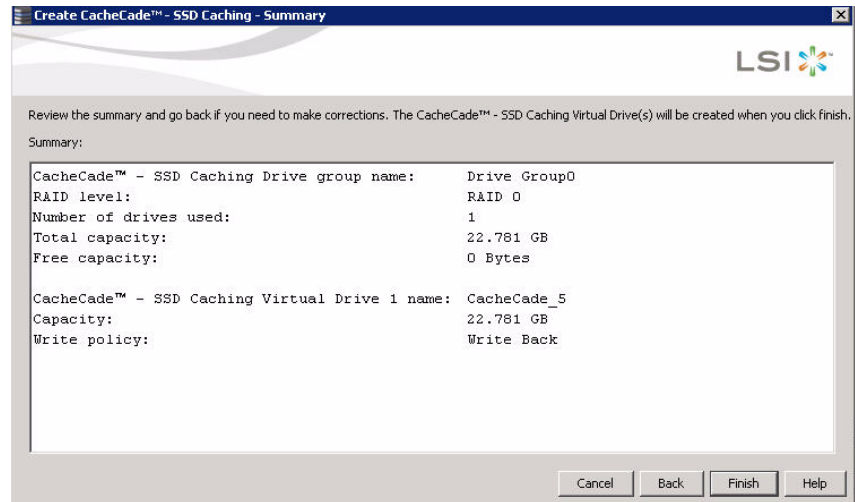 Create CacheCade™ - SSD Caching - Summary
LSI
Review the summary and go back if you need to make corrections. The CacheCade™ - SSD Caching Virtual Drive(s) will be created when you click finish.
Summary:
CacheCade™ - SSD Caching Drive group name: Drive Group0
RAID level: RAID 0
Number of drives used: 1
Total capacity: 22.781 GB
Free capacity: 0 Bytes
CacheCade™ - SSD Caching Virtual Drive 1 name: CacheCade_5
Capacity: 22.781 GB
Write policy: Write Back
Cancel Back Finish Help